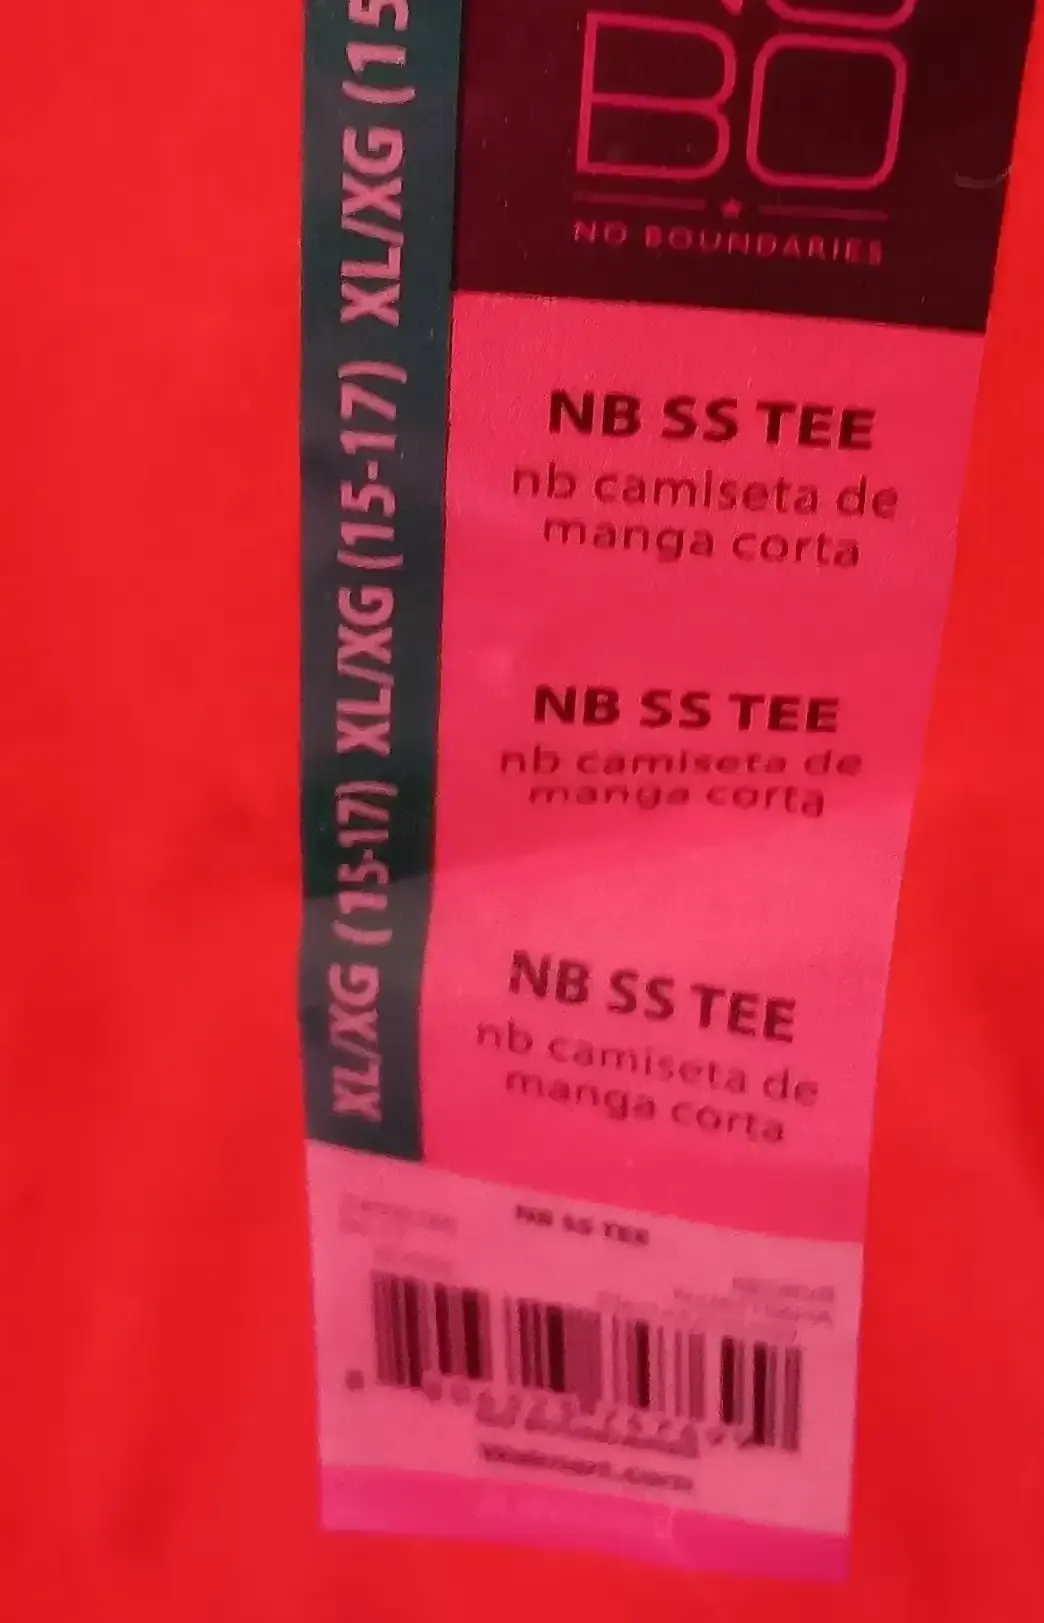 XL/XG (15-17) XL/XG (15-17) XL/XG (15
BO
NO BOUNDARIES
NB SS TEE
nb camiseta de
manga corta
NB SS TEE
nb camiseta de
manga corta
NB SS TEE
nb camiseta de
manga corta
NB SS TEE
Walmart.com